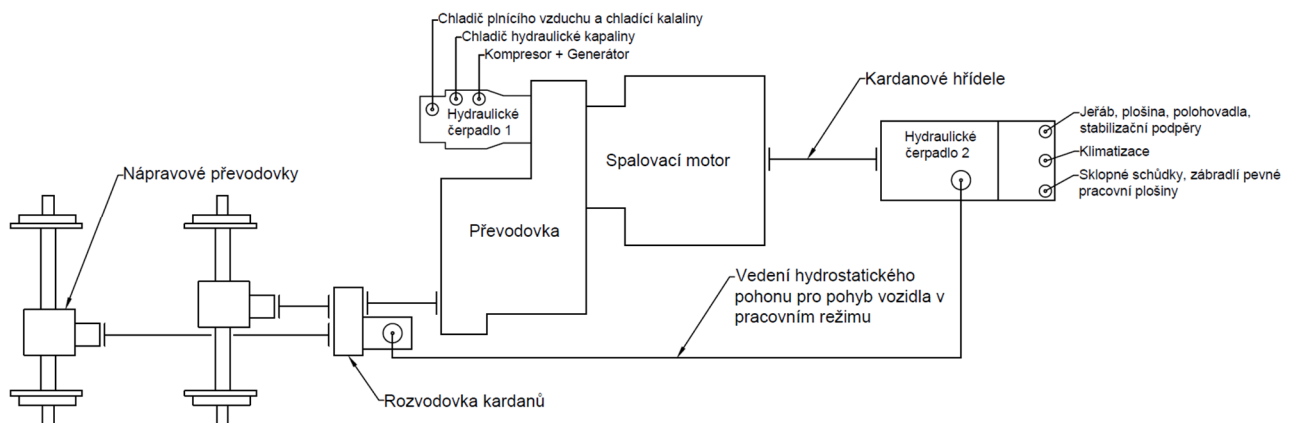 Chladič plnícího vzduchu a chladící kalaliny
Chladič hydraulické kapaliny
Kompresor + Generátor
Hydraulické
čerpadlo 1
Kardanové hřídele
Jeřáb, plošina, polohovadla,
stabilizační podpěry
Hydraulické
čerpadlo 2
Klimatizace
Spalovací motor
Sklopné schůdky, zábradlí pevné
pracovní plošiny
Nápravové převodovky
Převodovka
Vedení hydrostatického
pohonu pro pohyb vozidla v
pracovním režimu
Rozvodovka kardanů